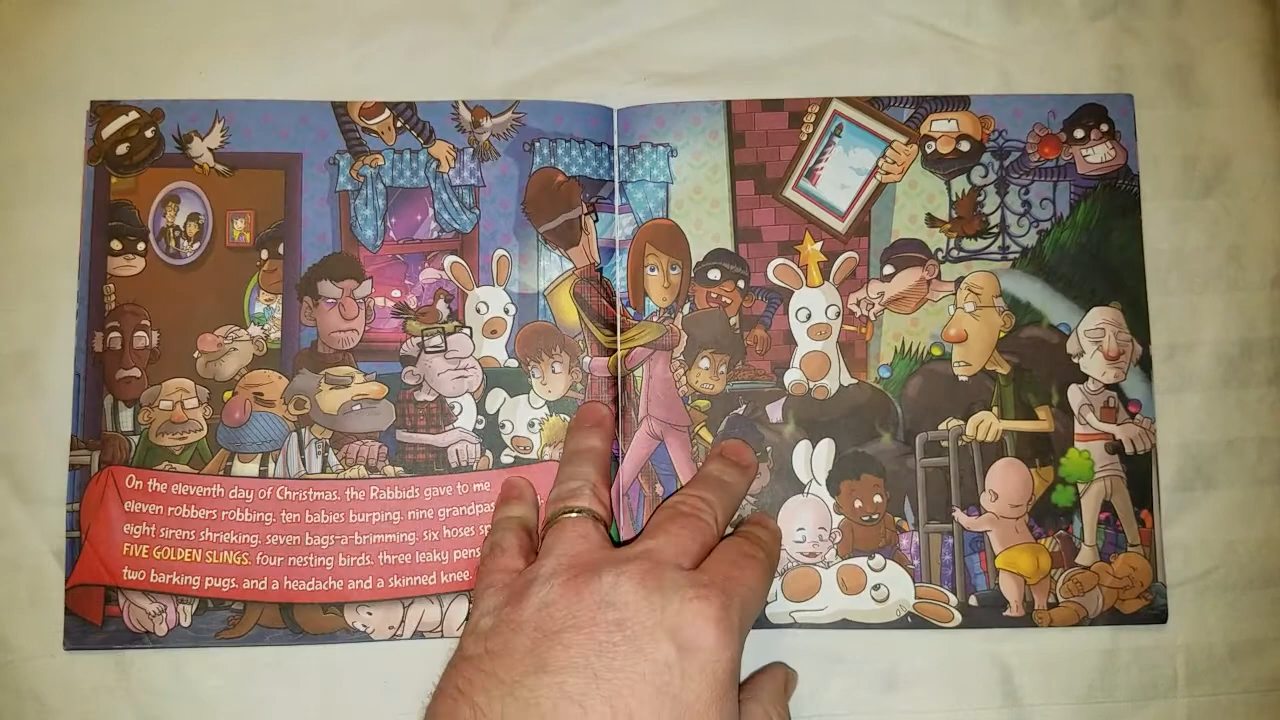 On the eleventh day of Christmas, the Rabbids gave to me
eleven robbers robbing, ten babies burping, nine grandpas
eight sirens shrieking, seven bags-a-brimming, six hoses
FIVE GOLDEN SLINGS, four nesting birds, three leaky pens
two barking pugs, and a headache and a skinned knee.